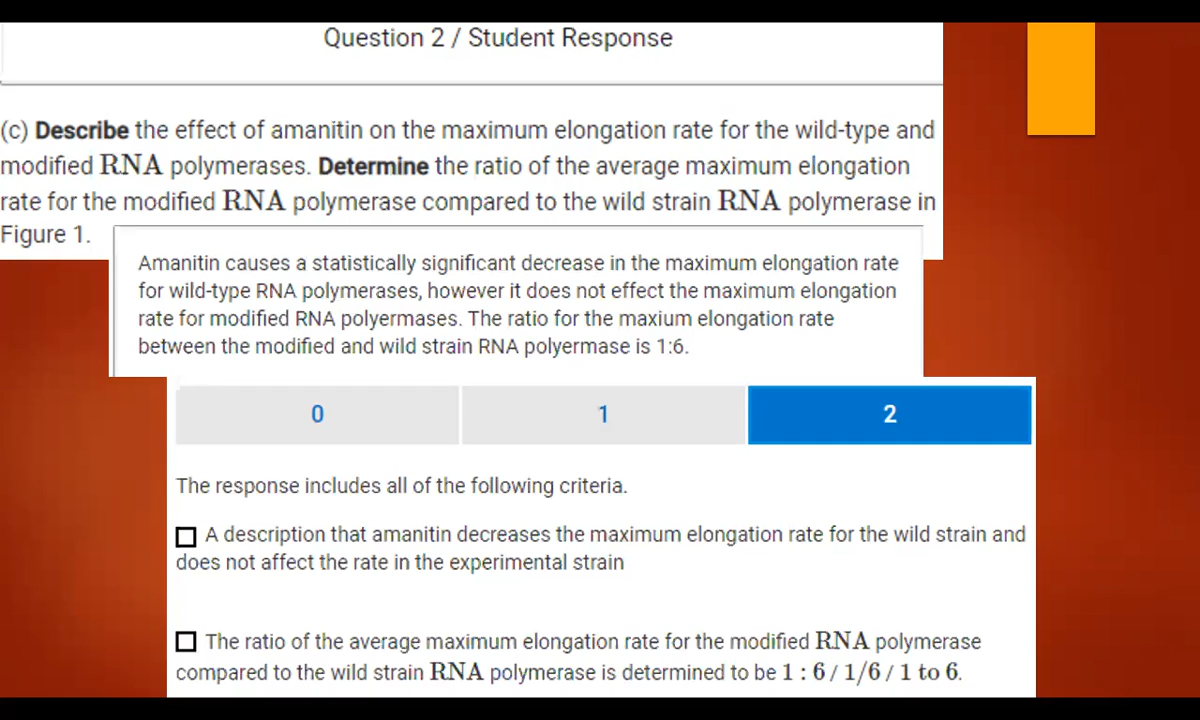 Question 2 / Student Response
(c) Describe the effect of amanitin on the maximum elongation rate for the wild-type and
modified RNA polymerases. Determine the ratio of the average maximum elongation
rate for the modified RNA polymerase compared to the wild strain RNA polymerase in
Figure 1.
Amanitin causes a statistically significant decrease in the maximum elongation rate
for wild-type RNA polymerases, however it does not effect the maximum elongation
rate for modified RNA polyermases. The ratio for the maxium elongation rate
between the modified and wild strain RNA polyermase is 1:6.
0 1 2
The response includes all of the following criteria.
A description that amanitin decreases the maximum elongation rate for the wild strain and
does not affect the rate in the experimental strain
The ratio of the average maximum elongation rate for the modified RNA polymerase
compared to the wild strain RNA polymerase is determined to be 1 : 6 / 1/6 / 1 to 6.